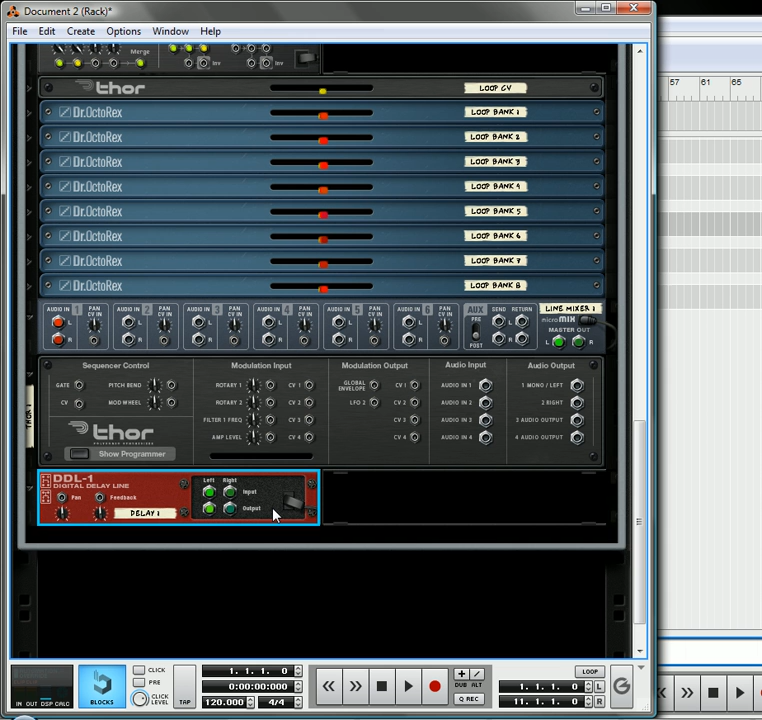 Document 2 (Rack)*
File Edit Create Options Window Help
57 61 65
Merge
Inv Inv
thor LOOP CV
Dr.OctoRex LOOP BANK 1
Dr.OctoRex LOOP BANK 2
Dr.OctoRex LOOP BANK 3
Dr.OctoRex LOOP BANK 4
Dr.OctoRex LOOP BANK 5
Dr.OctoRex LOOP BANK 6
Dr.OctoRex LOOP BANK 7
Dr.OctoRex LOOP BANK 8
AUDIO IN 1 PAN CV IN L R
AUDIO IN 2 PAN CV IN L R
AUDIO IN 3 PAN CV IN L R
AUDIO IN 4 PAN CV IN L R
AUDIO IN 5 PAN CV IN L R
AUDIO IN 6 PAN CV IN L R
AUX SEND RETURN
PRE L
POST R
LINE MIXER 1
microMIX
MASTER OUT
L R
Sequencer Control
GATE PITCH BEND
CV MOD WHEEL
thor
POLYSONIC SYNTHESIZER
Show Programmer
THOR 1
Modulation Input
ROTARY 1 CV 1
ROTARY 2 CV 2
FILTER 1 FREQ CV 3
AMP LEVEL CV 4
Modulation Output
GLOBAL ENVELOPE CV 1
LFO 2 CV 2
CV 3
CV 4
Audio Input
AUDIO IN 1
AUDIO IN 2
AUDIO IN 3
AUDIO IN 4
Audio Output
1 MONO / LEFT
2 RIGHT
3 AUDIO OUTPUT
4 AUDIO OUTPUT
DDL-1
DIGITAL DELAY LINE
Pan Feedback
DELAY 1
Left Right
Input
Output
IN OUT DSP CALC
BLOCKS
CLICK
PRE
CLICK LEVEL
TAP
1. 1. 1. 0
0:00:00:000
120.000 4/4
DUB ALT
Q REC
LOOP
1. 1. 1. 0 L
11. 1. 1. 0 R